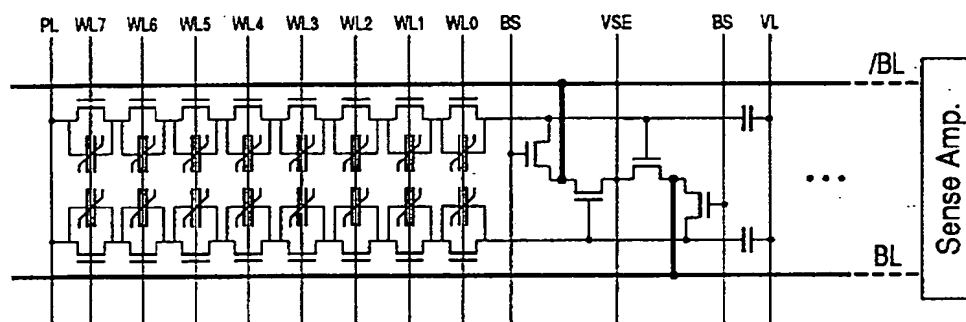 PL WL7 WL6 WL5 WL4 WL3 WL2 WL1 WL0 BS VSE BS VL
/BL
BL
Sense Amp.